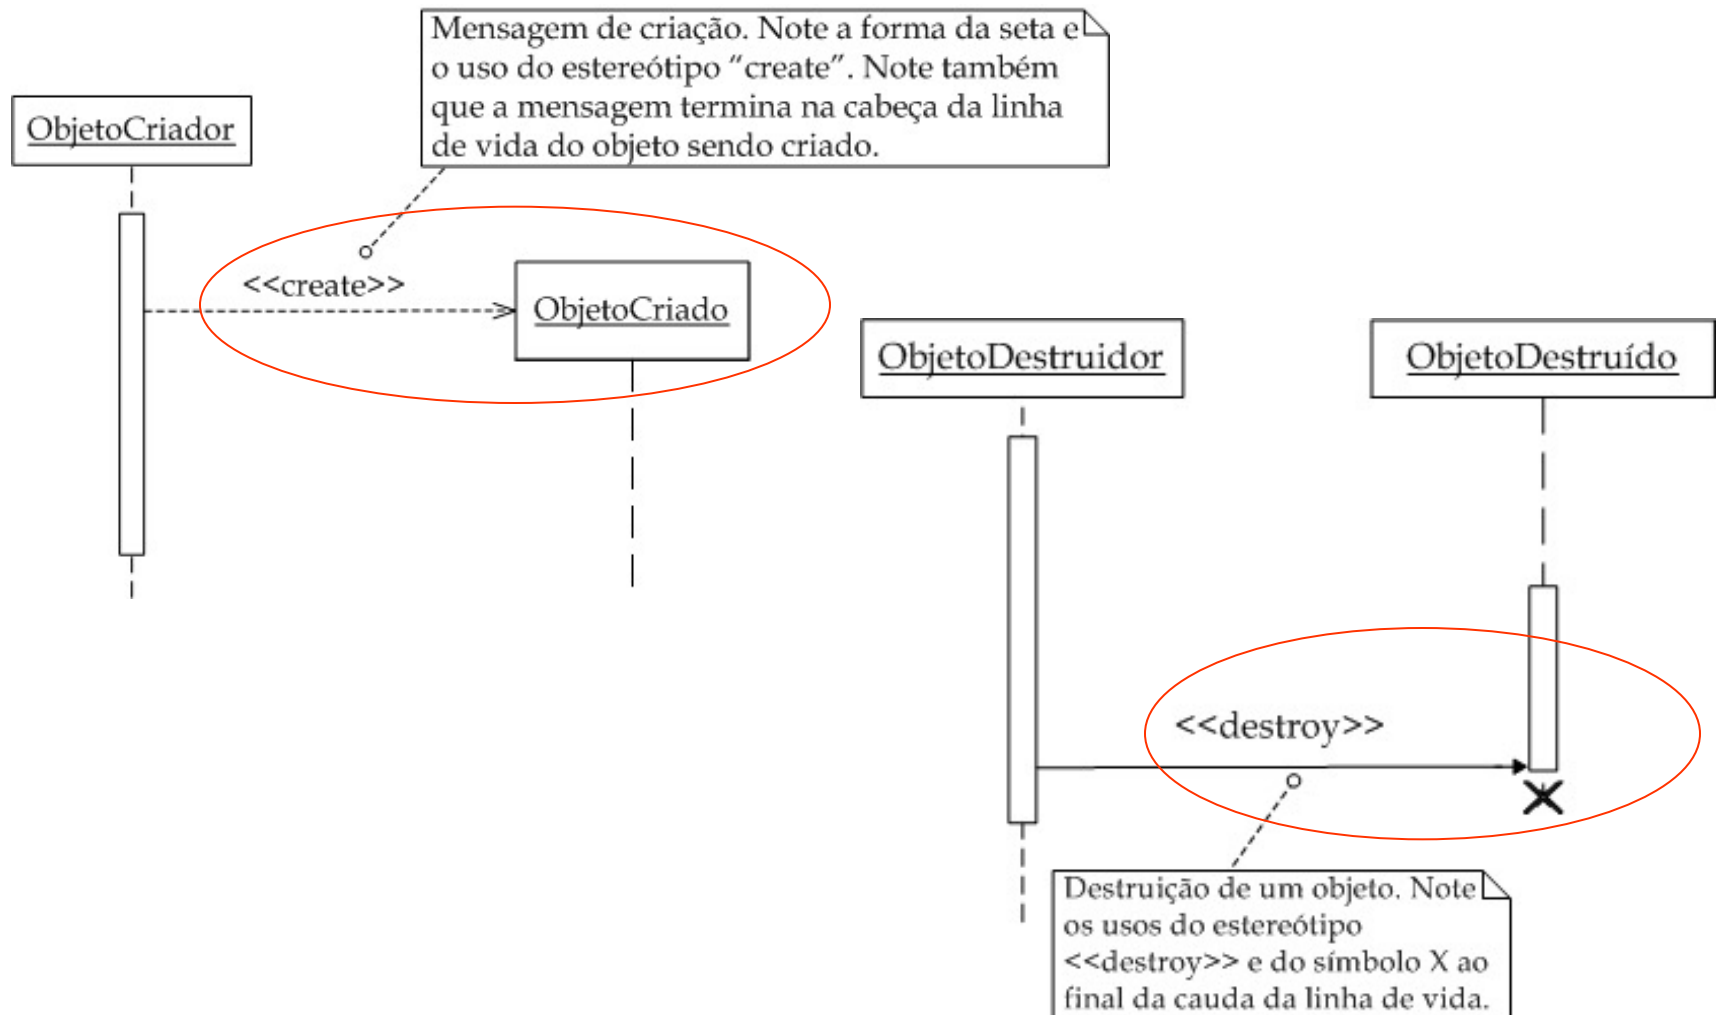 Mensagem de criação. Note a forma da seta e
o uso do estereótipo “create”. Note também
que a mensagem termina na cabeça da linha
de vida do objeto sendo criado.
ObjetoCriador
<<create>>
ObjetoCriado
ObjetoDestruidor
ObjetoDestruído
<<destroy>>
Destruição de um objeto. Note
os usos do estereótipo
<<destroy>> e do símbolo X ao
final da cauda da linha de vida.